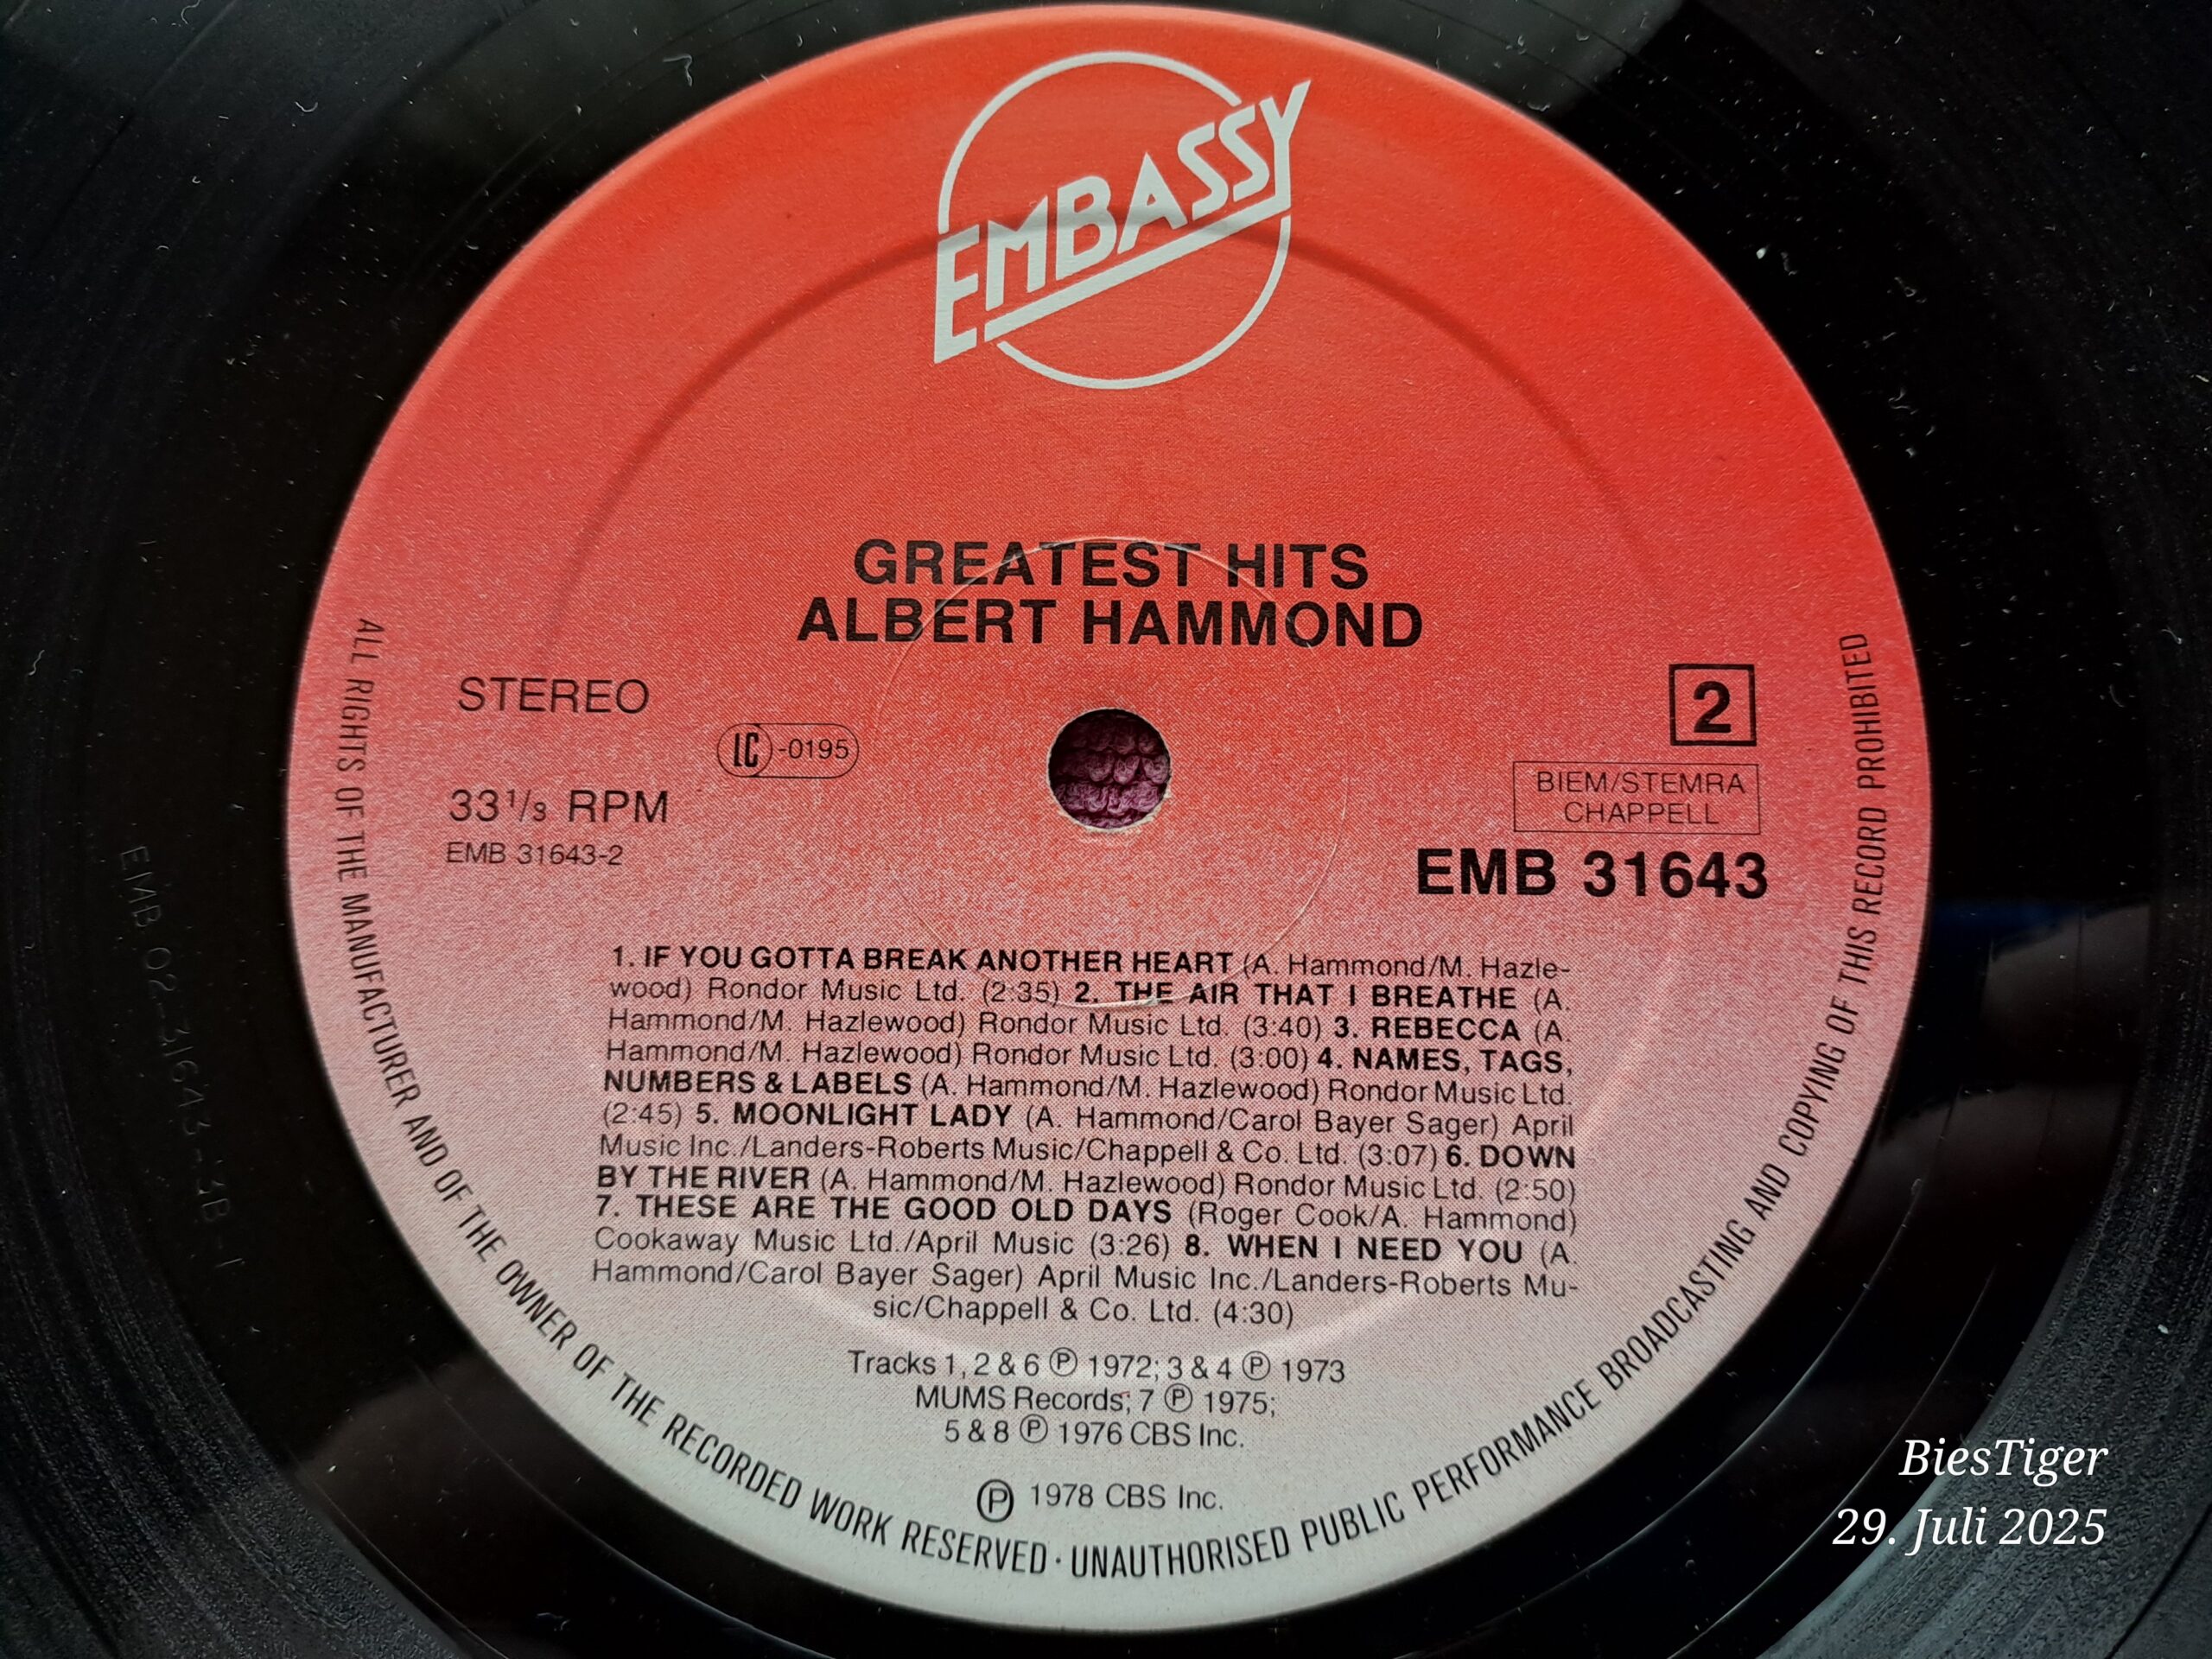 EMBASSY
GREATEST HITS
ALBERT HAMMOND
STEREO
LC -0195
33 1/3 RPM
EMB 31643-2
2
BIEM/STEMRA
CHAPPELL
EMB 31643
1. IF YOU GOTTA BREAK ANOTHER HEART (A. Hammond/M. Hazle-
wood) Rondor Music Ltd. (2:35) 2. THE AIR THAT I BREATHE (A.
Hammond/M. Hazlewood) Rondor Music Ltd. (3:40) 3. REBECCA (A.
Hammond/M. Hazlewood) Rondor Music Ltd. (3:00) 4. NAMES, TAGS,
NUMBERS & LABELS (A. Hammond/M. Hazlewood) Rondor Music Ltd.
(2:45) 5. MOONLIGHT LADY (A. Hammond/Carol Bayer Sager) April
Music Inc./Landers-Roberts Music/Chappell & Co. Ltd. (3:07) 6. DOWN
BY THE RIVER (A. Hammond/M. Hazlewood) Rondor Music Ltd. (2:50)
7. THESE ARE THE GOOD OLD DAYS (Roger Cook/A. Hammond)
Cookaway Music Ltd./April Music (3:26) 8. WHEN I NEED YOU (A.
Hammond/Carol Bayer Sager) April Music Inc./Landers-Roberts Mu-
sic/Chappell & Co. Ltd. (4:30)
Tracks 1, 2 & 6 ℗ 1972; 3 & 4 ℗ 1973
MUMS Records; 7 ℗ 1975;
5 & 8 ℗ 1976 CBS Inc.
℗ 1978 CBS Inc.
ALL RIGHTS OF THE MANUFACTURER AND OF THE OWNER OF THE RECORDED WORK RESERVED · UNAUTHORISED PUBLIC PERFORMANCE BROADCASTING AND COPYING OF THIS RECORD PROHIBITED
BiesTiger
29. Juli 2025